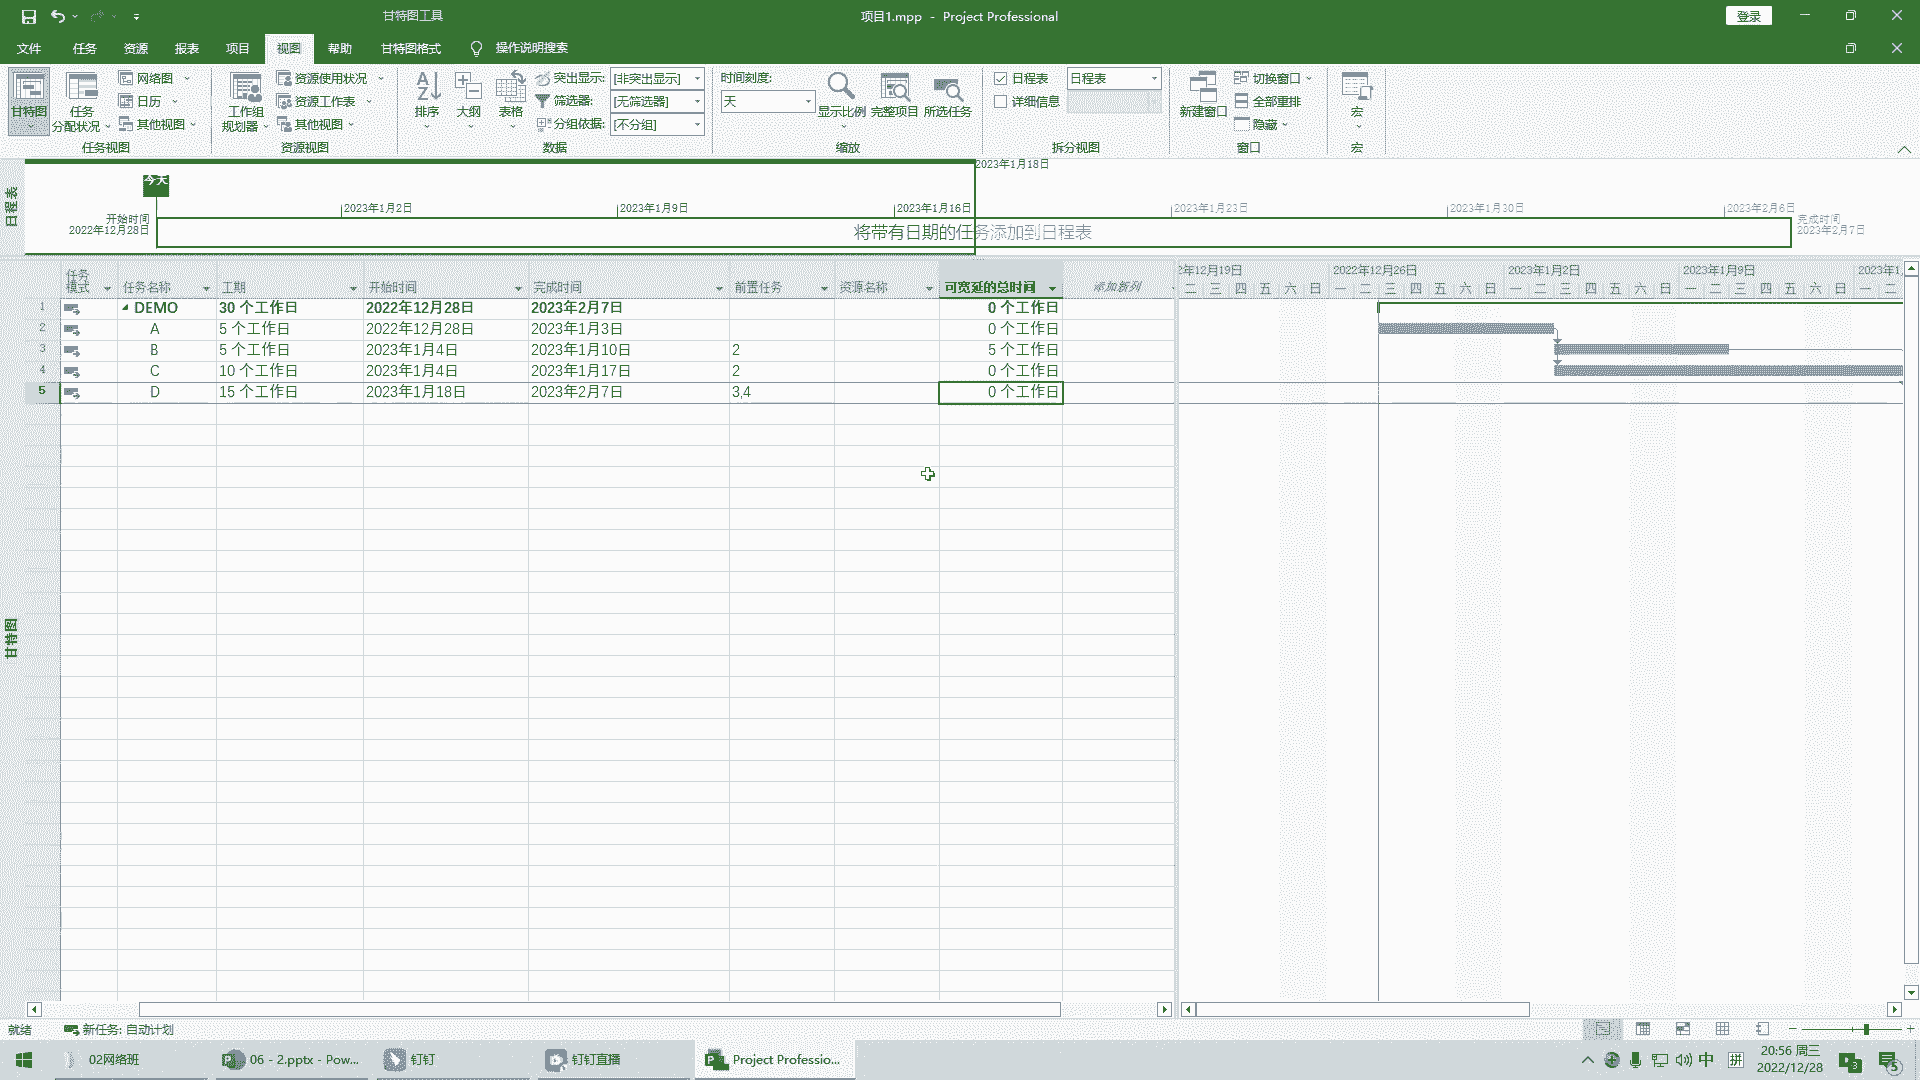 甘特图工具
项目1.mpp - Project Professional
登录
文件 任务 资源 报表 项目 视图 帮助 甘特图格式 操作说明搜索
甘特图
任务
分配状况
网络图
日历
其他视图
任务视图
工作组
规划器
资源使用状况
资源工作表
其他视图
资源视图
排序
大纲
表格
突出显示: [非突出显示]
筛选器: [无筛选器]
分组依据: [不分组]
数据
时间刻度:
天
显示比例
完整项目
所选任务
缩放
日程表 日程表
详细信息
拆分视图
新建窗口
切换窗口
全部重排
隐藏
窗口
宏
宏
日程表
2023年1月18日
今天
开始时间
2022年12月28日
2023年1月2日 2023年1月9日 2023年1月16日 2023年1月23日 2023年1月30日 2023年2月6日
将带有日期的任务添加到日程表
完成时间
2023年2月7日
任务
模式 任务名称 工期 开始时间 完成时间 前置任务 资源名称 可宽延的总时间 添加新列
1 DEMO 30 个工作日 2022年12月28日 2023年2月7日 0 个工作日
2 A 5 个工作日 2022年12月28日 2023年1月3日 0 个工作日
3 B 5 个工作日 2023年1月4日 2023年1月10日 2 5 个工作日
4 C 10 个工作日 2023年1月4日 2023年1月17日 2 0 个工作日
5 D 15 个工作日 2023年1月18日 2023年2月7日 3,4 0 个工作日
年12月19日 2022年12月26日 2023年1月2日 2023年1月9日 2023年1
二 三 四 五 六 日 一 二 三 四 五 六 日 一 二 三 四 五 六 日 一 二 三 四 五 六 日 一 二
甘特图
就绪 新任务: 自动计划
02网络班
06 - 2.pptx - Pow...
钉钉
钉钉直播
Project Professio...
中
拼
20:56 周三
2022/12/28
3
5